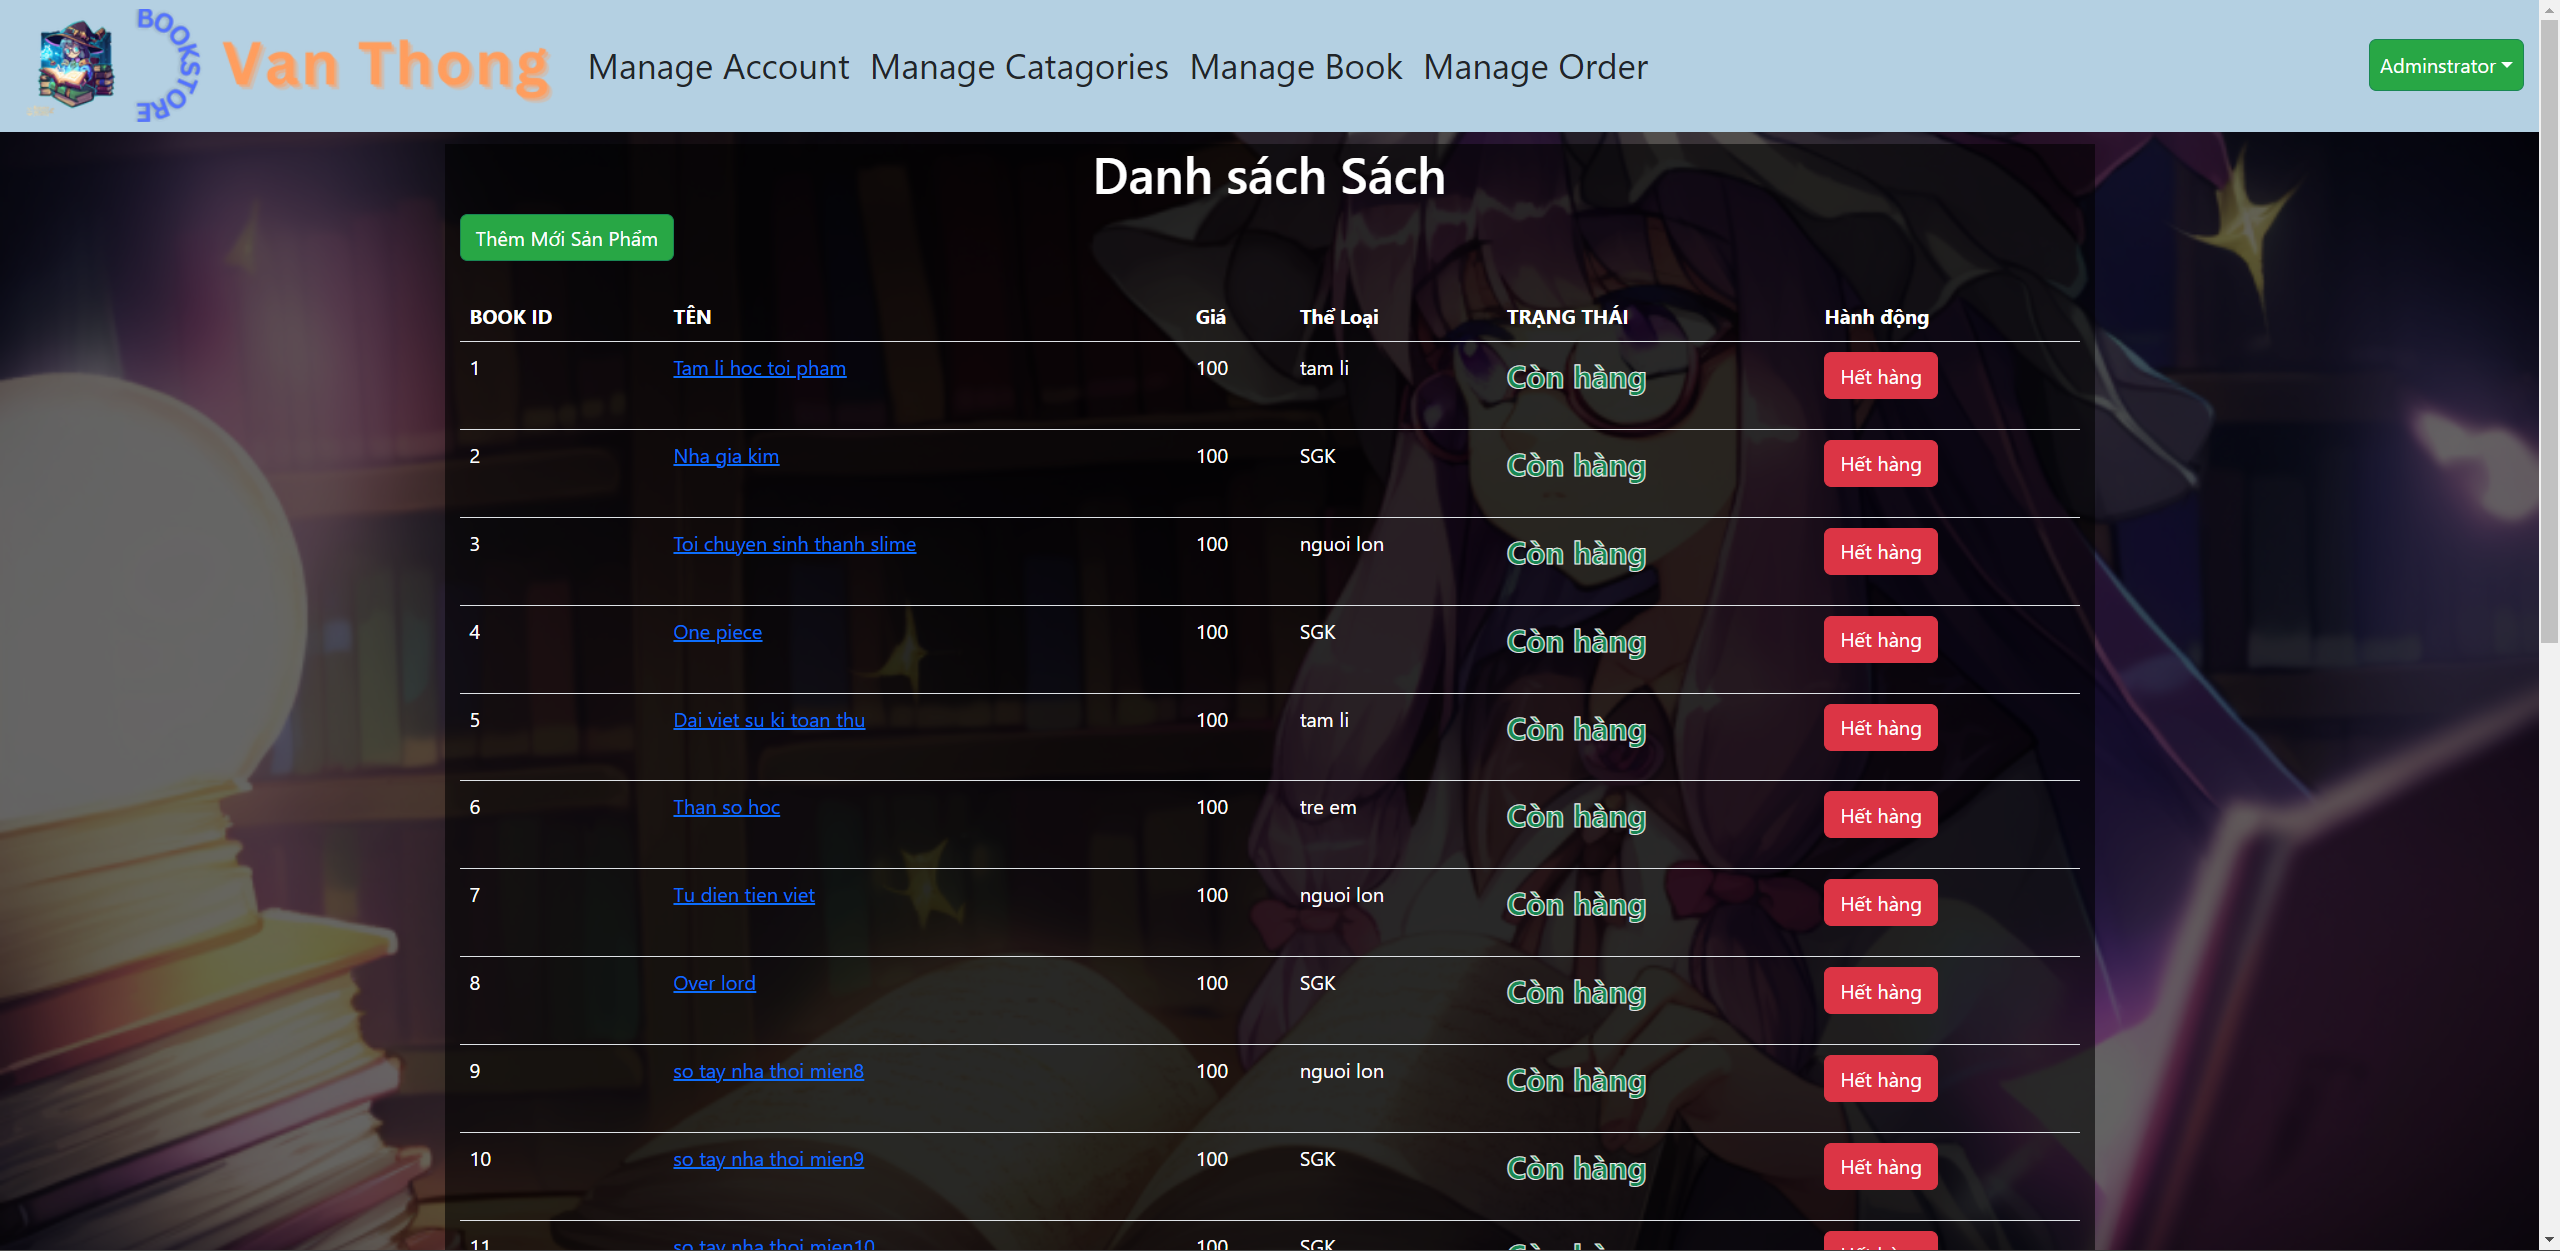 BOOKSTORE
Van Thong
Manage Account Manage Catagories Manage Book Manage Order
Adminstrator
Danh sách Sách
Thêm Mới Sản Phẩm
BOOK ID TÊN Giá Thể Loại TRẠNG THÁI Hành động
1 Tam li hoc toi pham 100 tam li Còn hàng Hết hàng
2 Nha gia kim 100 SGK Còn hàng Hết hàng
3 Toi chuyen sinh thanh slime 100 nguoi lon Còn hàng Hết hàng
4 One piece 100 SGK Còn hàng Hết hàng
5 Dai viet su ki toan thu 100 tam li Còn hàng Hết hàng
6 Than so hoc 100 tre em Còn hàng Hết hàng
7 Tu dien tien viet 100 nguoi lon Còn hàng Hết hàng
8 Over lord 100 SGK Còn hàng Hết hàng
9 so tay nha thoi mien8 100 nguoi lon Còn hàng Hết hàng
10 so tay nha thoi mien9 100 SGK Còn hàng Hết hàng
11 so tay nha thoi mien10 100 SGK